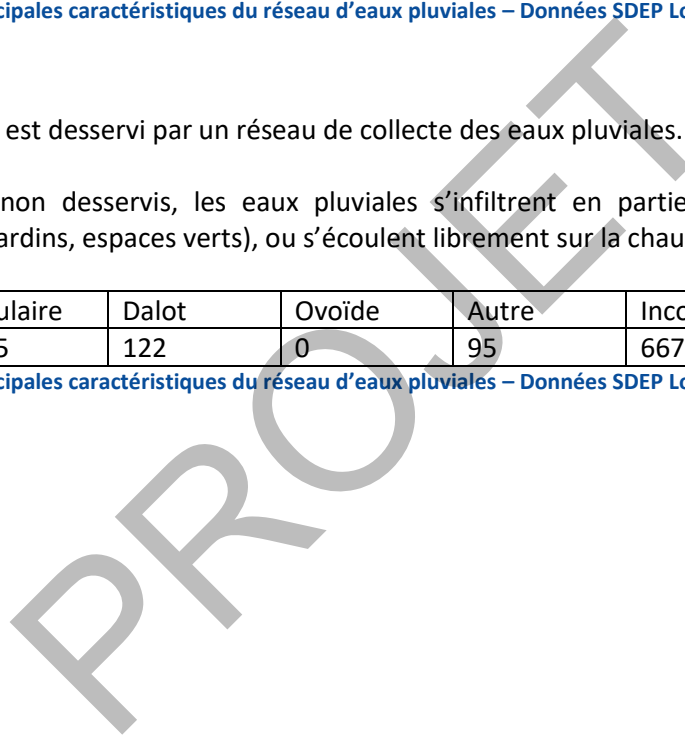 cipales caractéristiques du réseau d'eaux pluviales – Données SDEP Lo
est desservi par un réseau de collecte des eaux pluviales.
non desservis, les eaux pluviales s'infiltrent en partie
ardins, espaces verts), ou s'écoulent librement sur la chau
ulaire Dalot Ovoïde Autre Inco
5 122 0 95 667
cipales caractéristiques du réseau d'eaux pluviales – Données SDEP Lo
PROJET